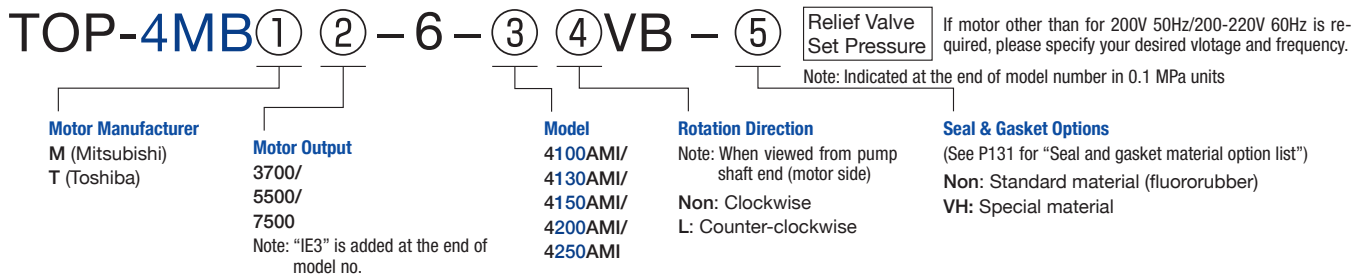 TOP-4MB① ② – 6 – ③ ④VB – ⑤
Relief Valve
Set Pressure
If motor other than for 200V 50Hz/200-220V 60Hz is re-
quired, please specify your desired vlotage and frequency.
Note: Indicated at the end of model number in 0.1 MPa units
Motor Manufacturer
M (Mitsubishi)
T (Toshiba)
Motor Output
3700/
5500/
7500
Note: “IE3” is added at the end of
model no.
Model
4100AMI/
4130AMI/
4150AMI/
4200AMI/
4250AMI
Rotation Direction
Note: When viewed from pump
shaft end (motor side)
Non: Clockwise
L: Counter-clockwise
Seal & Gasket Options
(See P131 for “Seal and gasket material option list”)
Non: Standard material (fluororubber)
VH: Special material